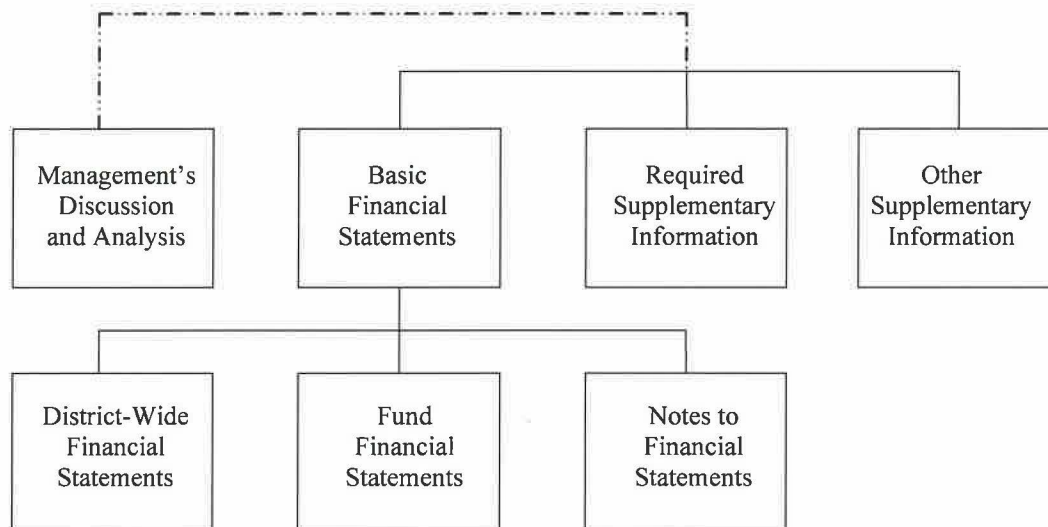 Management's
Discussion
and Analysis
Basic
Financial
Statements
Required
Supplementary
Information
Other
Supplementary
Information
District-Wide
Financial
Statements
Fund
Financial
Statements
Notes to
Financial
Statements